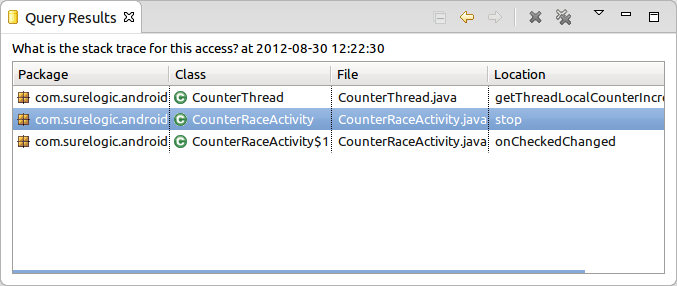 Query Results
What is the stack trace for this access? at 2012-08-30 12:22:30
Package Class File Location
com.surelogic.android CounterThread CounterThread.java getThreadLocalCounterIncre
com.surelogic.android CounterRaceActivity CounterRaceActivity.java stop
com.surelogic.android CounterRaceActivity$1 CounterRaceActivity.java onCheckedChanged